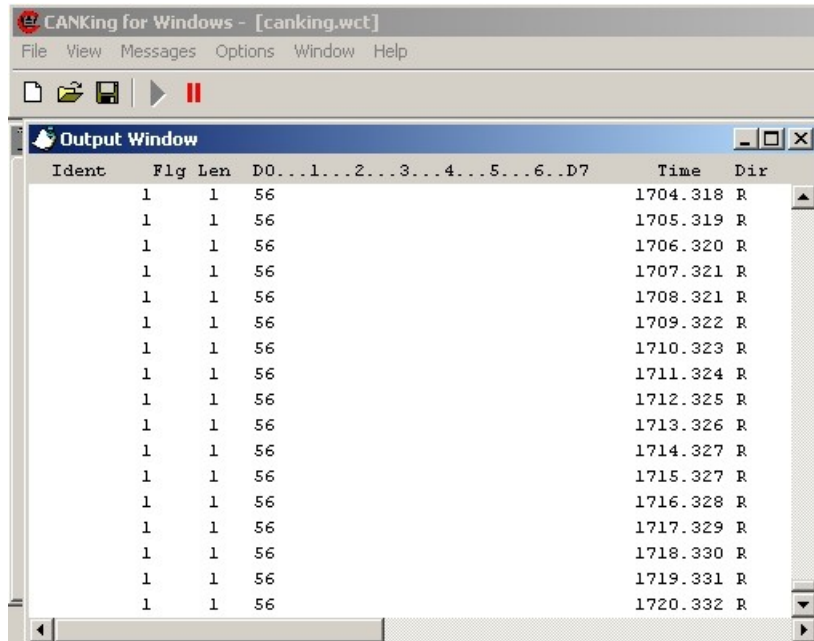 CANKing for Windows - [canking.wct]
File View Messages Options Window Help
Output Window
Ident Flg Len D0...1...2...3...4...5...6..D7 Time Dir
1 1 56 1704.318 R
1 1 56 1705.319 R
1 1 56 1706.320 R
1 1 56 1707.321 R
1 1 56 1708.321 R
1 1 56 1709.322 R
1 1 56 1710.323 R
1 1 56 1711.324 R
1 1 56 1712.325 R
1 1 56 1713.326 R
1 1 56 1714.327 R
1 1 56 1715.327 R
1 1 56 1716.328 R
1 1 56 1717.329 R
1 1 56 1718.330 R
1 1 56 1719.331 R
1 1 56 1720.332 R